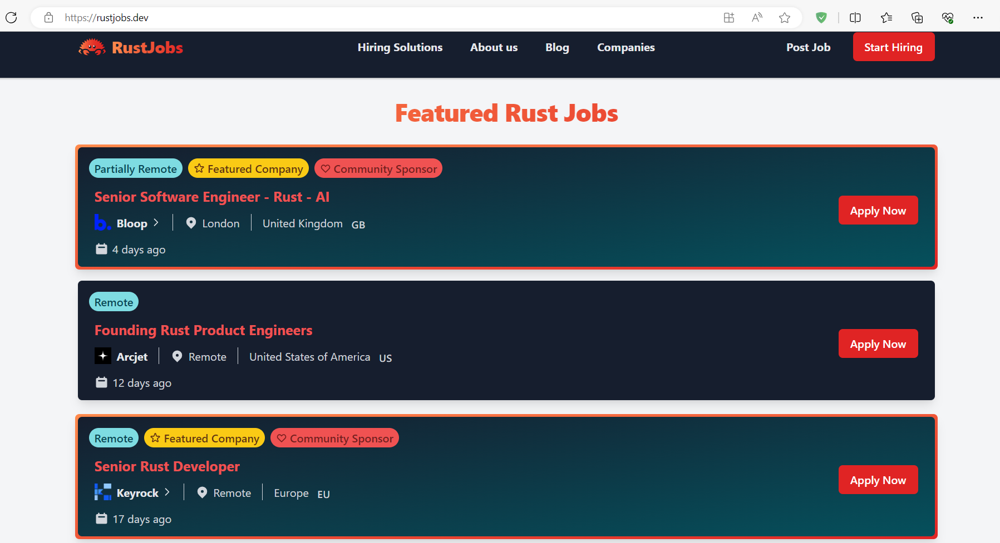 https://rustjobs.dev
RustJobs
Hiring Solutions
About us
Blog
Companies
Post Job
Start Hiring
Featured Rust Jobs
Partially Remote
Featured Company
Community Sponsor
Senior Software Engineer - Rust - AI
b. Bloop
London
United Kingdom GB
4 days ago
Apply Now
Remote
Founding Rust Product Engineers
Arcjet
Remote
United States of America US
12 days ago
Apply Now
Remote
Featured Company
Community Sponsor
Senior Rust Developer
Keyrock
Remote
Europe EU
17 days ago
Apply Now